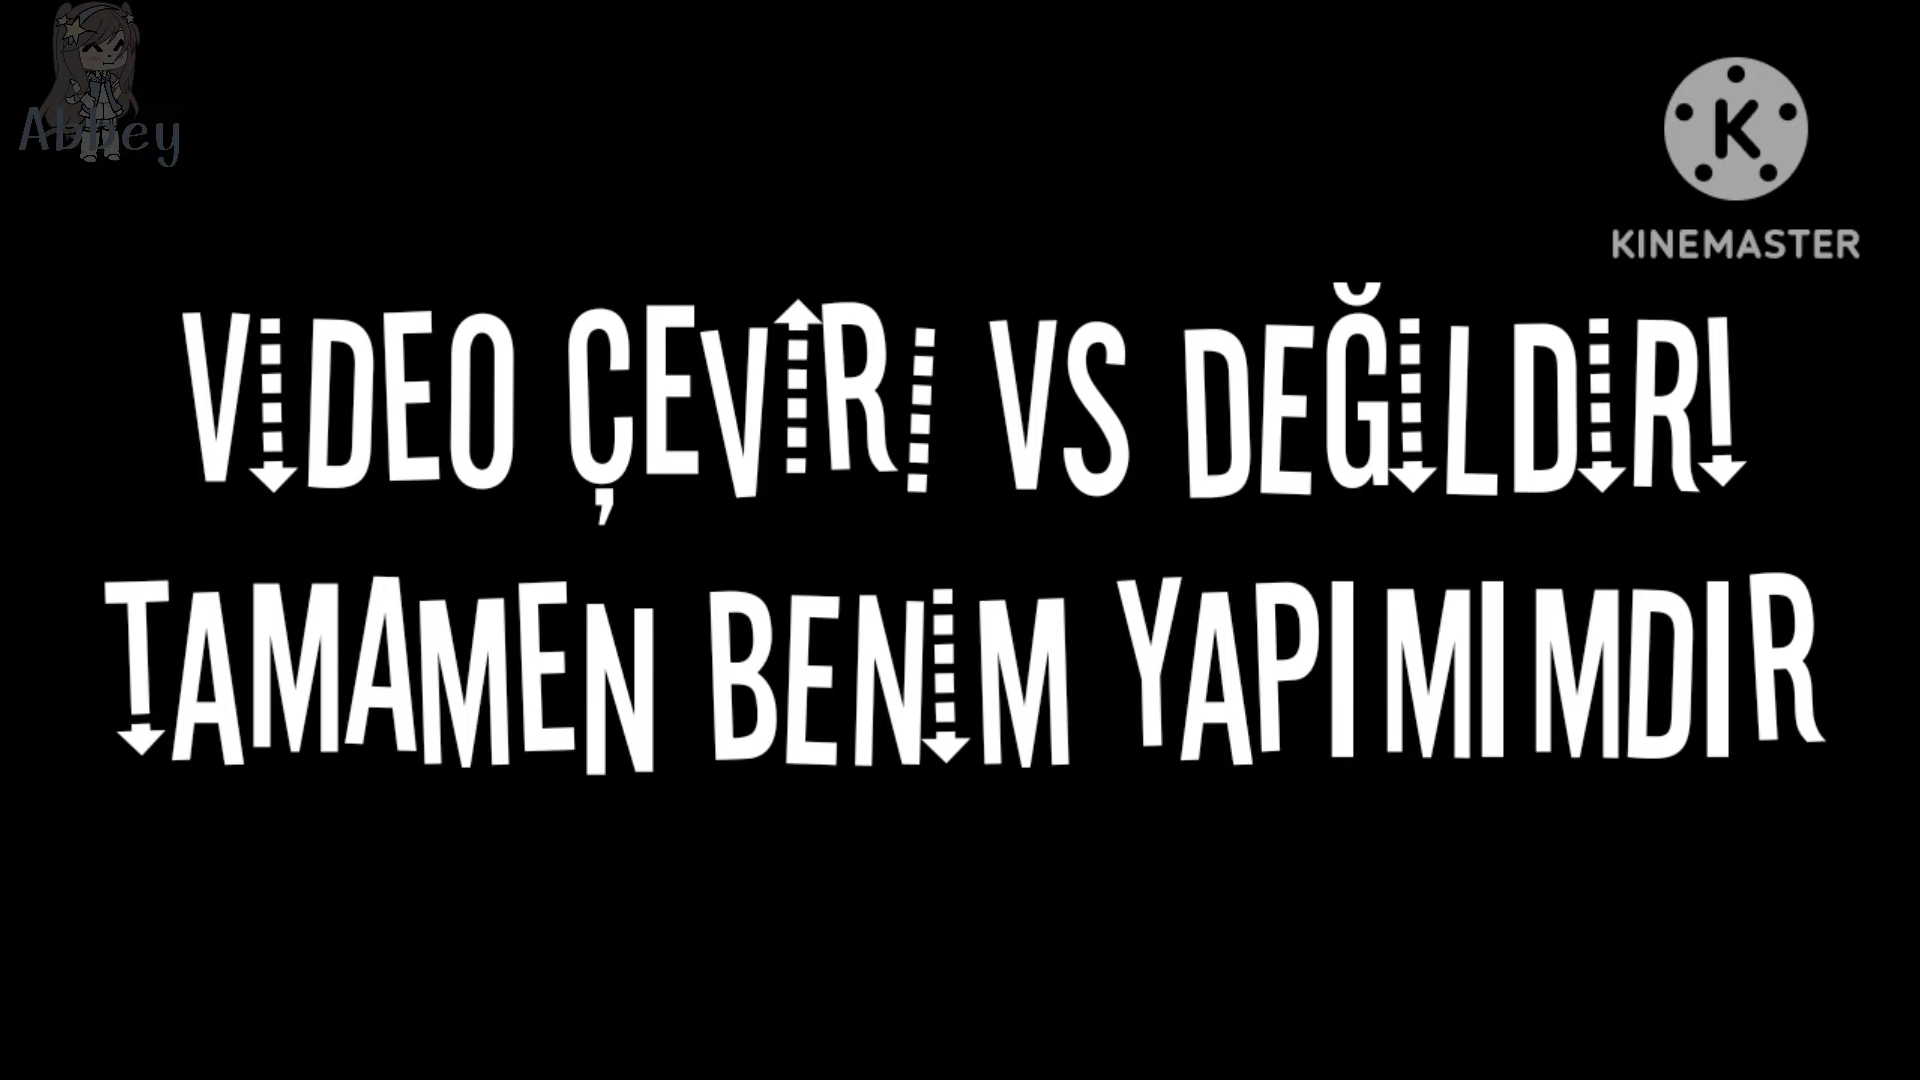 Abbey
K
KINEMASTER
VİDEO ÇEVİRİ VS DEĞİLDİR!
TAMAMEN BENİM YAPIMIMDIR